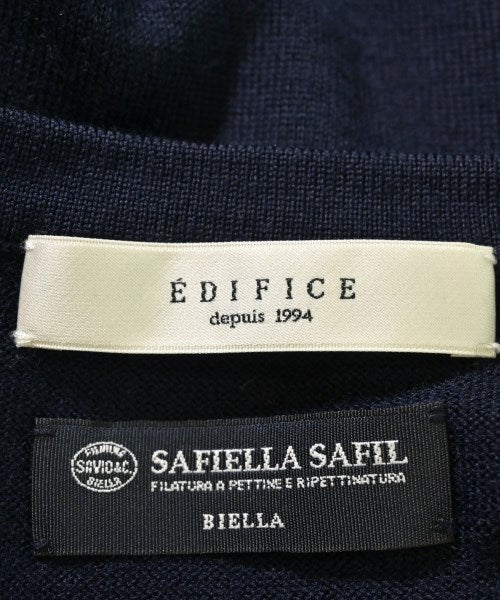 ÉDIFICE
depuis 1994
FILATURA
SAVIO&C.
BIELLA
SAFIELLA SAFIL
FILATURA A PETTINE E RIPETTINATURA
BIELLA